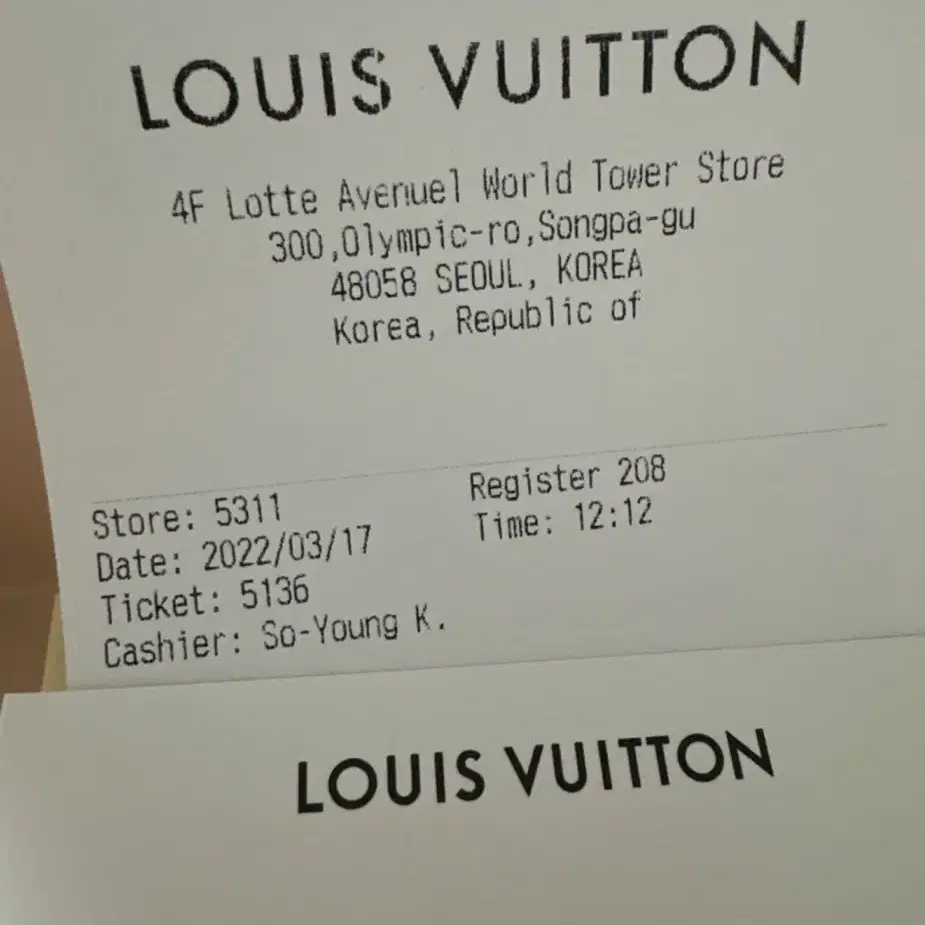 LOUIS VUITTON
4F Lotte Avenuel World Tower Store
300,Olympic-ro,Songpa-gu
48058 SEOUL, KOREA
Korea, Republic of
Store: 5311 Register 208
Date: 2022/03/17 Time: 12:12
Ticket: 5136
Cashier: So-Young K.
LOUIS VUITTON